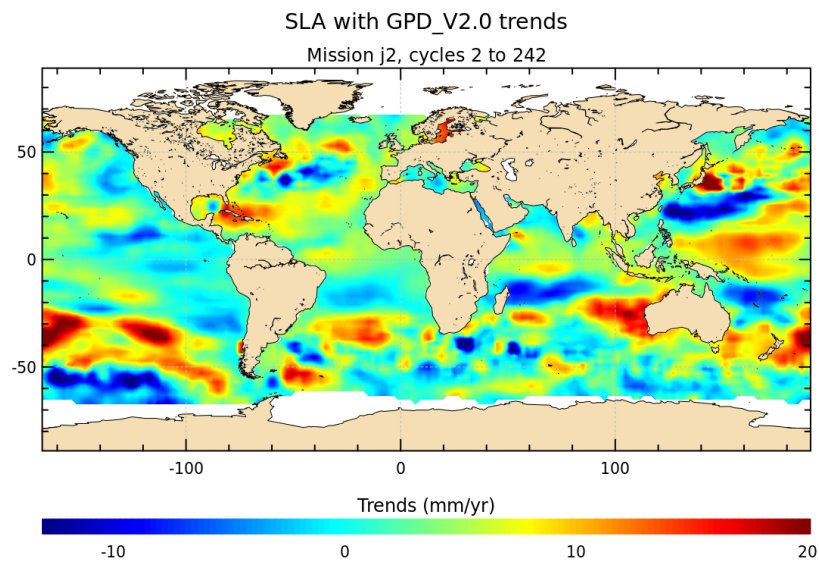 SLA with GPD_V2.0 trends
Mission j2, cycles 2 to 242
50
0
-50
-100 0 100
Trends (mm/yr)
-10 0 10 20